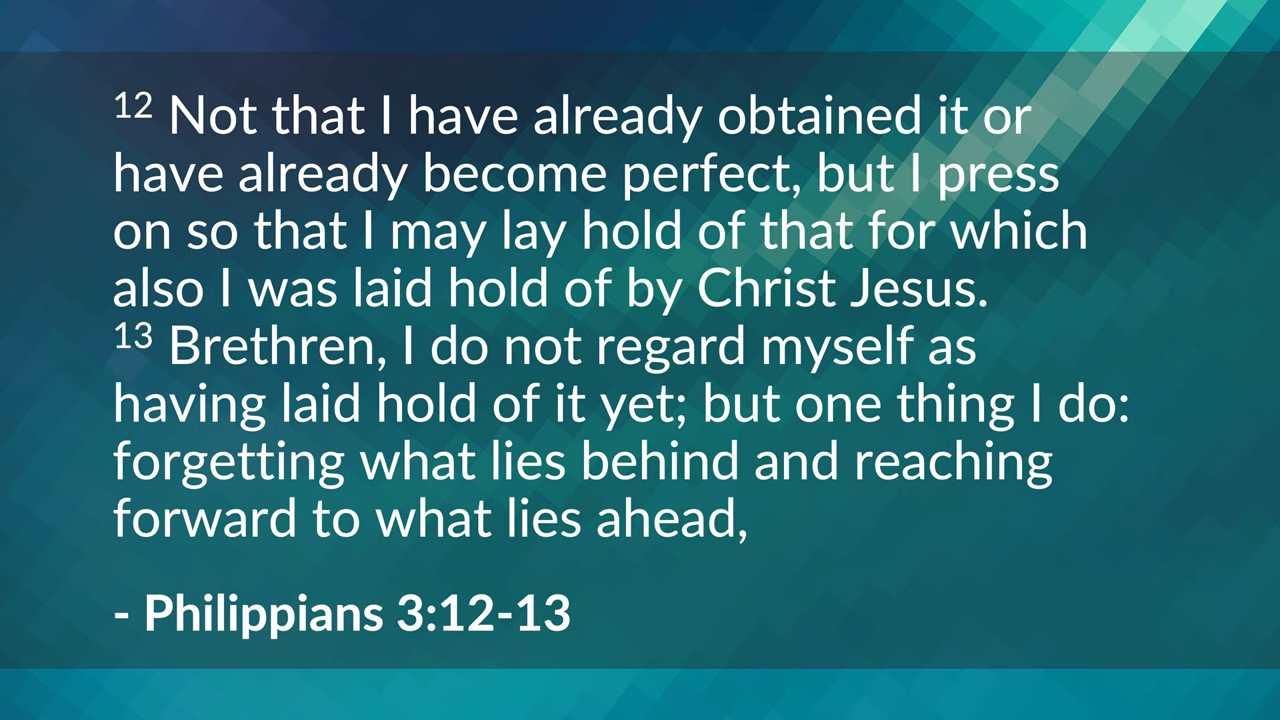 12 Not that I have already obtained it or
have already become perfect, but I press
on so that I may lay hold of that for which
also I was laid hold of by Christ Jesus.
13 Brethren, I do not regard myself as
having laid hold of it yet; but one thing I do:
forgetting what lies behind and reaching
forward to what lies ahead,
- Philippians 3:12-13